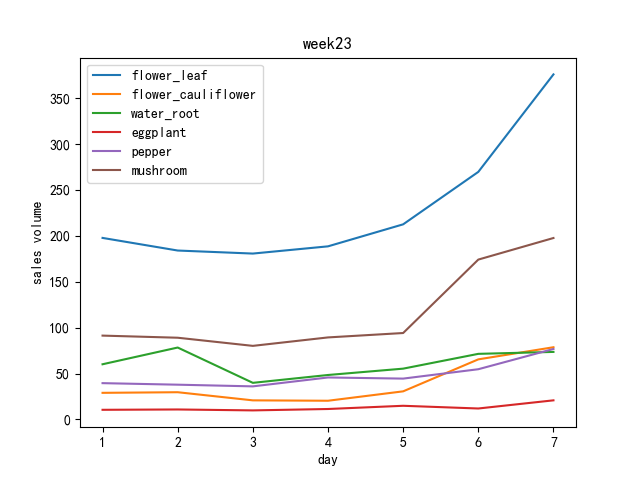 week23
flower_leaf
flower_cauliflower
water_root
eggplant
pepper
mushroom
sales volume
350
300
250
200
150
100
50
0
1 2 3 4 5 6 7
day